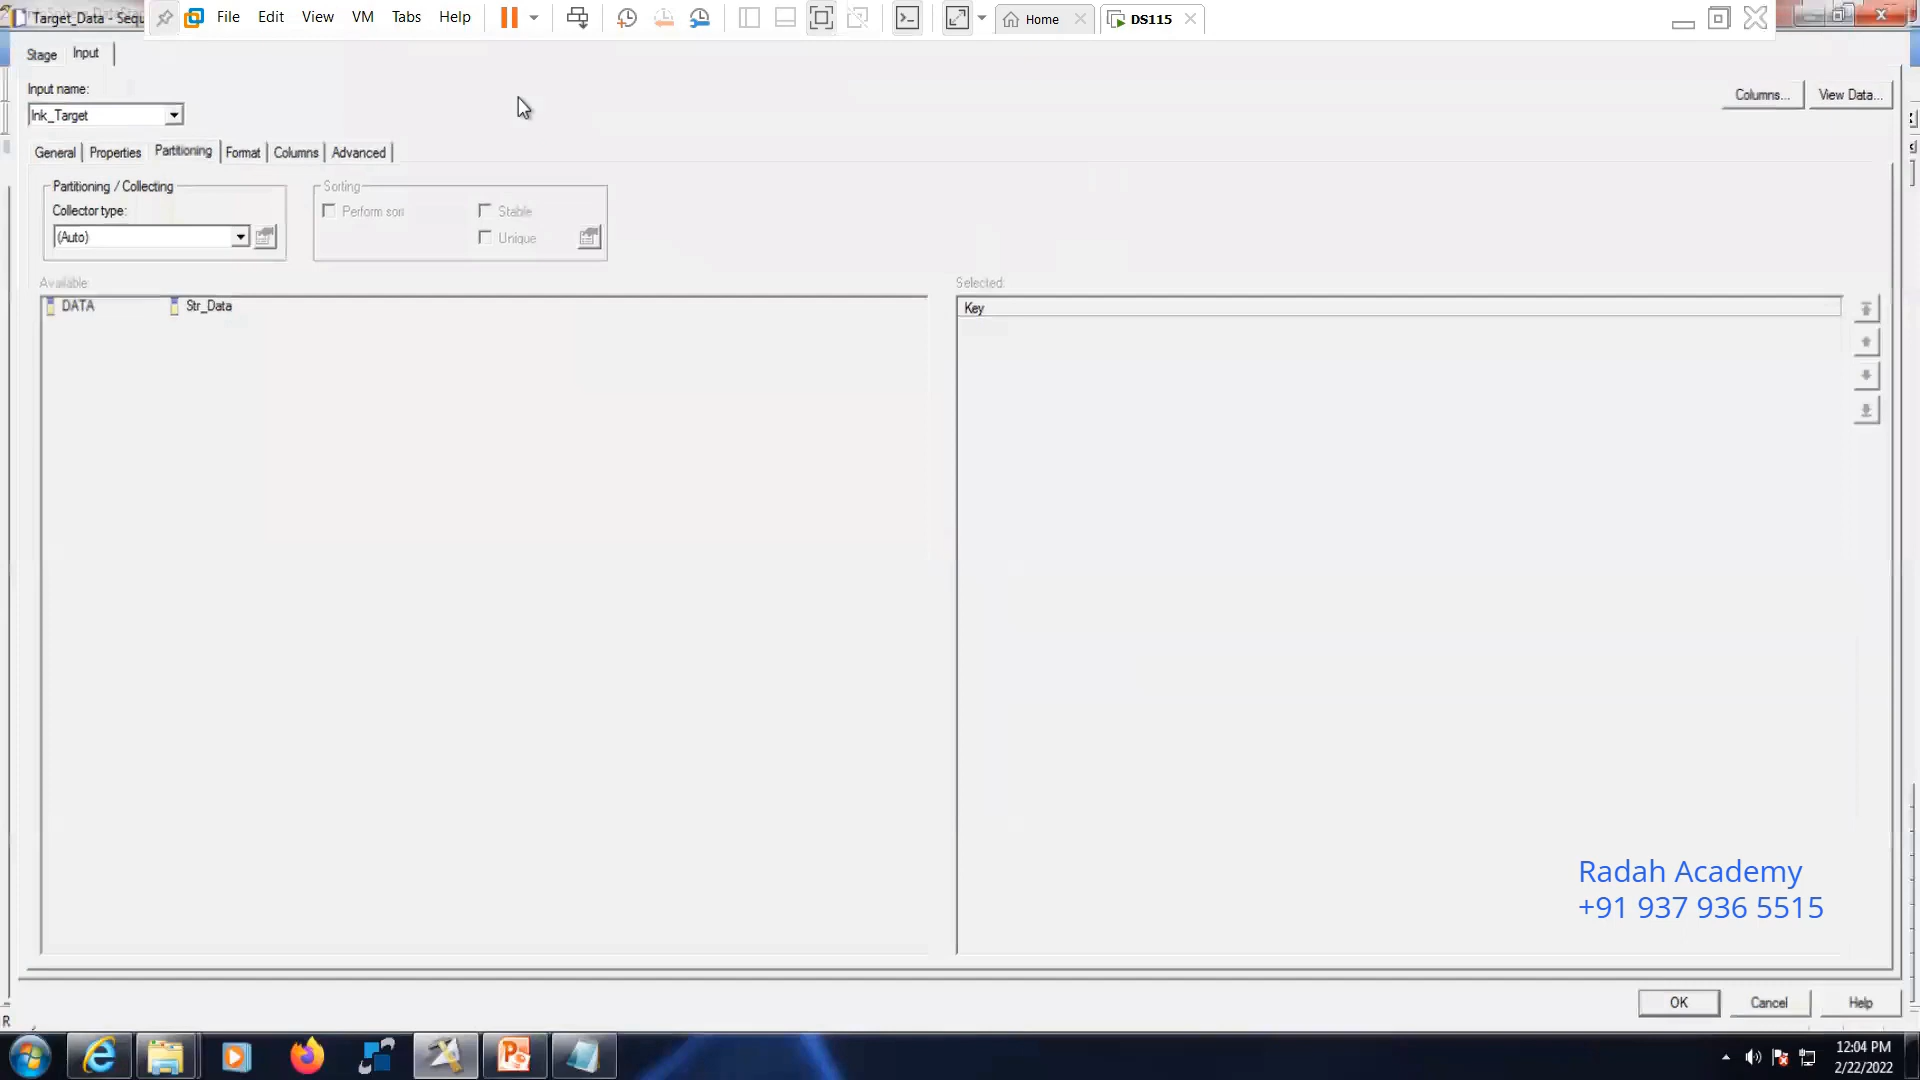 Target_Data - Sequ
File Edit View VM Tabs Help
Home
DS115
Stage Input
Input name:
lnk_Target
Columns... View Data...
General Properties Partitioning Format Columns Advanced
Partitioning / Collecting
Sorting
Collector type:
Perform sort
Stable
(Auto)
Unique
Available:
Selected:
DATA
Str_Data
Key
Radah Academy
+91 937 936 5515
OK Cancel Help
R
12:04 PM
2/22/2022